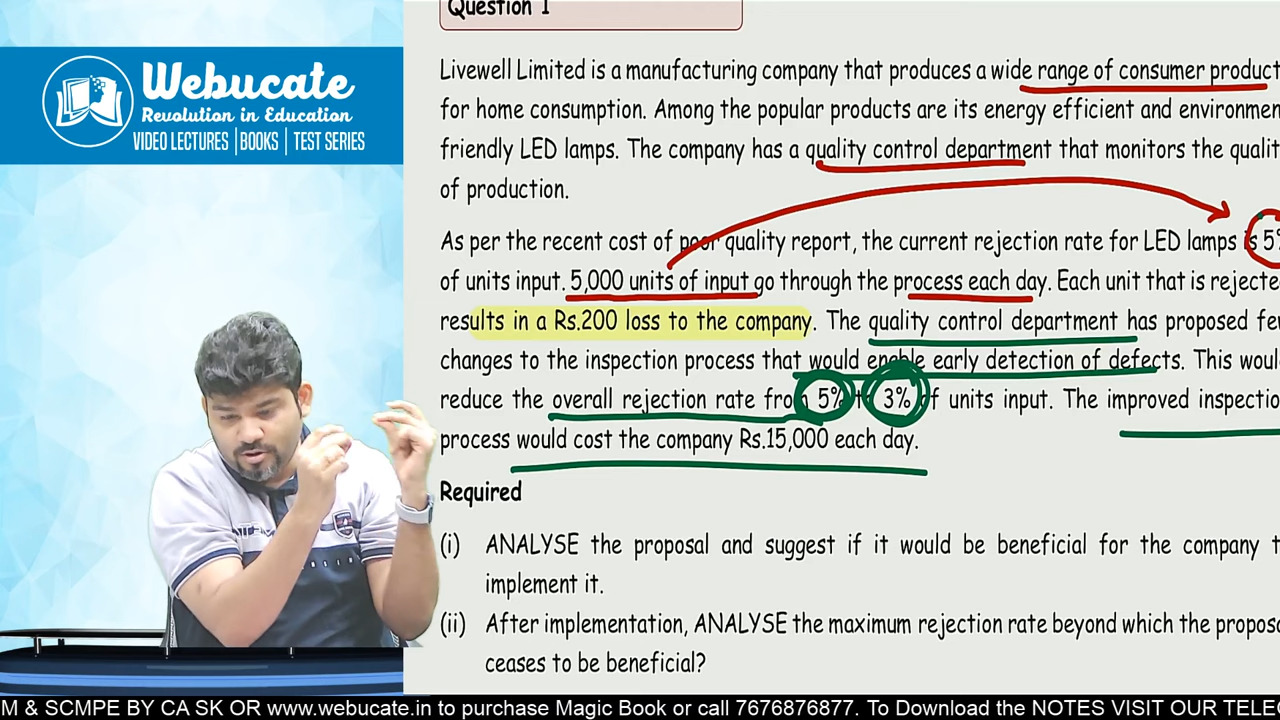 Question 1
Webucate
Revolution in Education
VIDEO LECTURES | BOOKS | TEST SERIES
Livewell Limited is a manufacturing company that produces a wide range of consumer product
for home consumption. Among the popular products are its energy efficient and environmen
friendly LED lamps. The company has a quality control department that monitors the qualit
of production.
As per the recent cost of poor quality report, the current rejection rate for LED lamps is 5%
of units input. 5,000 units of input go through the process each day. Each unit that is rejecte
results in a Rs.200 loss to the company. The quality control department has proposed fe
changes to the inspection process that would enable early detection of defects. This woul
reduce the overall rejection rate from 5% to 3% of units input. The improved inspectio
process would cost the company Rs.15,000 each day.
Required
(i) ANALYSE the proposal and suggest if it would be beneficial for the company t
implement it.
(ii) After implementation, ANALYSE the maximum rejection rate beyond which the propos
ceases to be beneficial?
M & SCMPE BY CA SK OR www.webucate.in to purchase Magic Book or call 7676876877. To Download the NOTES VISIT OUR TELE